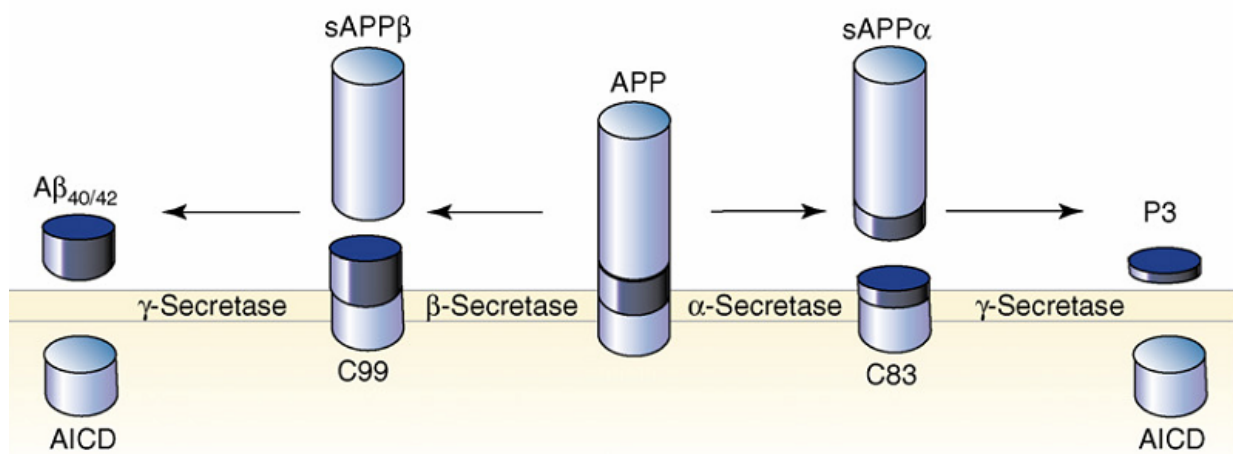 sAPPβ
sAPPα
APP
Aβ40/42
P3
γ-Secretase
β-Secretase
α-Secretase
γ-Secretase
C99
C83
AICD
AICD